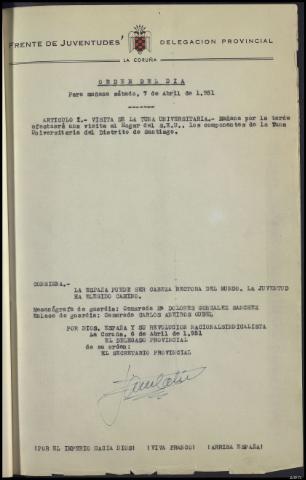 FRENTE DE JUVENTUDES DELEGACIÓN PROVINCIAL
LA CORUÑA
ORDEN DEL DIA
Para mañana sábado, 7 de Abril de 1.951
ARTICULO I.- VISITA DE LA TUNA UNIVERSITARIA.- Mañana por la tarde
efectuará una visita al Hogar del S.E.U., los componentes de la Tuna
Universitaria del Distrito de Santiago.
CONSIGNA.-
LA ESPAÑA PUEDE SER CABEZA RECTORA DEL MUNDO. LA JUVENTUD
HA ELEGIDO CAMINO.
Mecanógrafa de guardia: Camarada Mª DOLORES GONZALEZ SANCHEZ
Enlace de guardia: Camarada CARLOS ANEIROS
POR DIOS, ESPAÑA Y SU REVOLUCION NACIONALSINDICALISTA
La Coruña, 6 de Abril de 1.951
EL DELEGADO PROVINCIAL
de su orden:
EL SECRETARIO PROVINCIAL
¡POR EL IMPERIO HACIA DIOS! ¡VIVA FRANCO! ¡ARRIBA ESPAÑA!